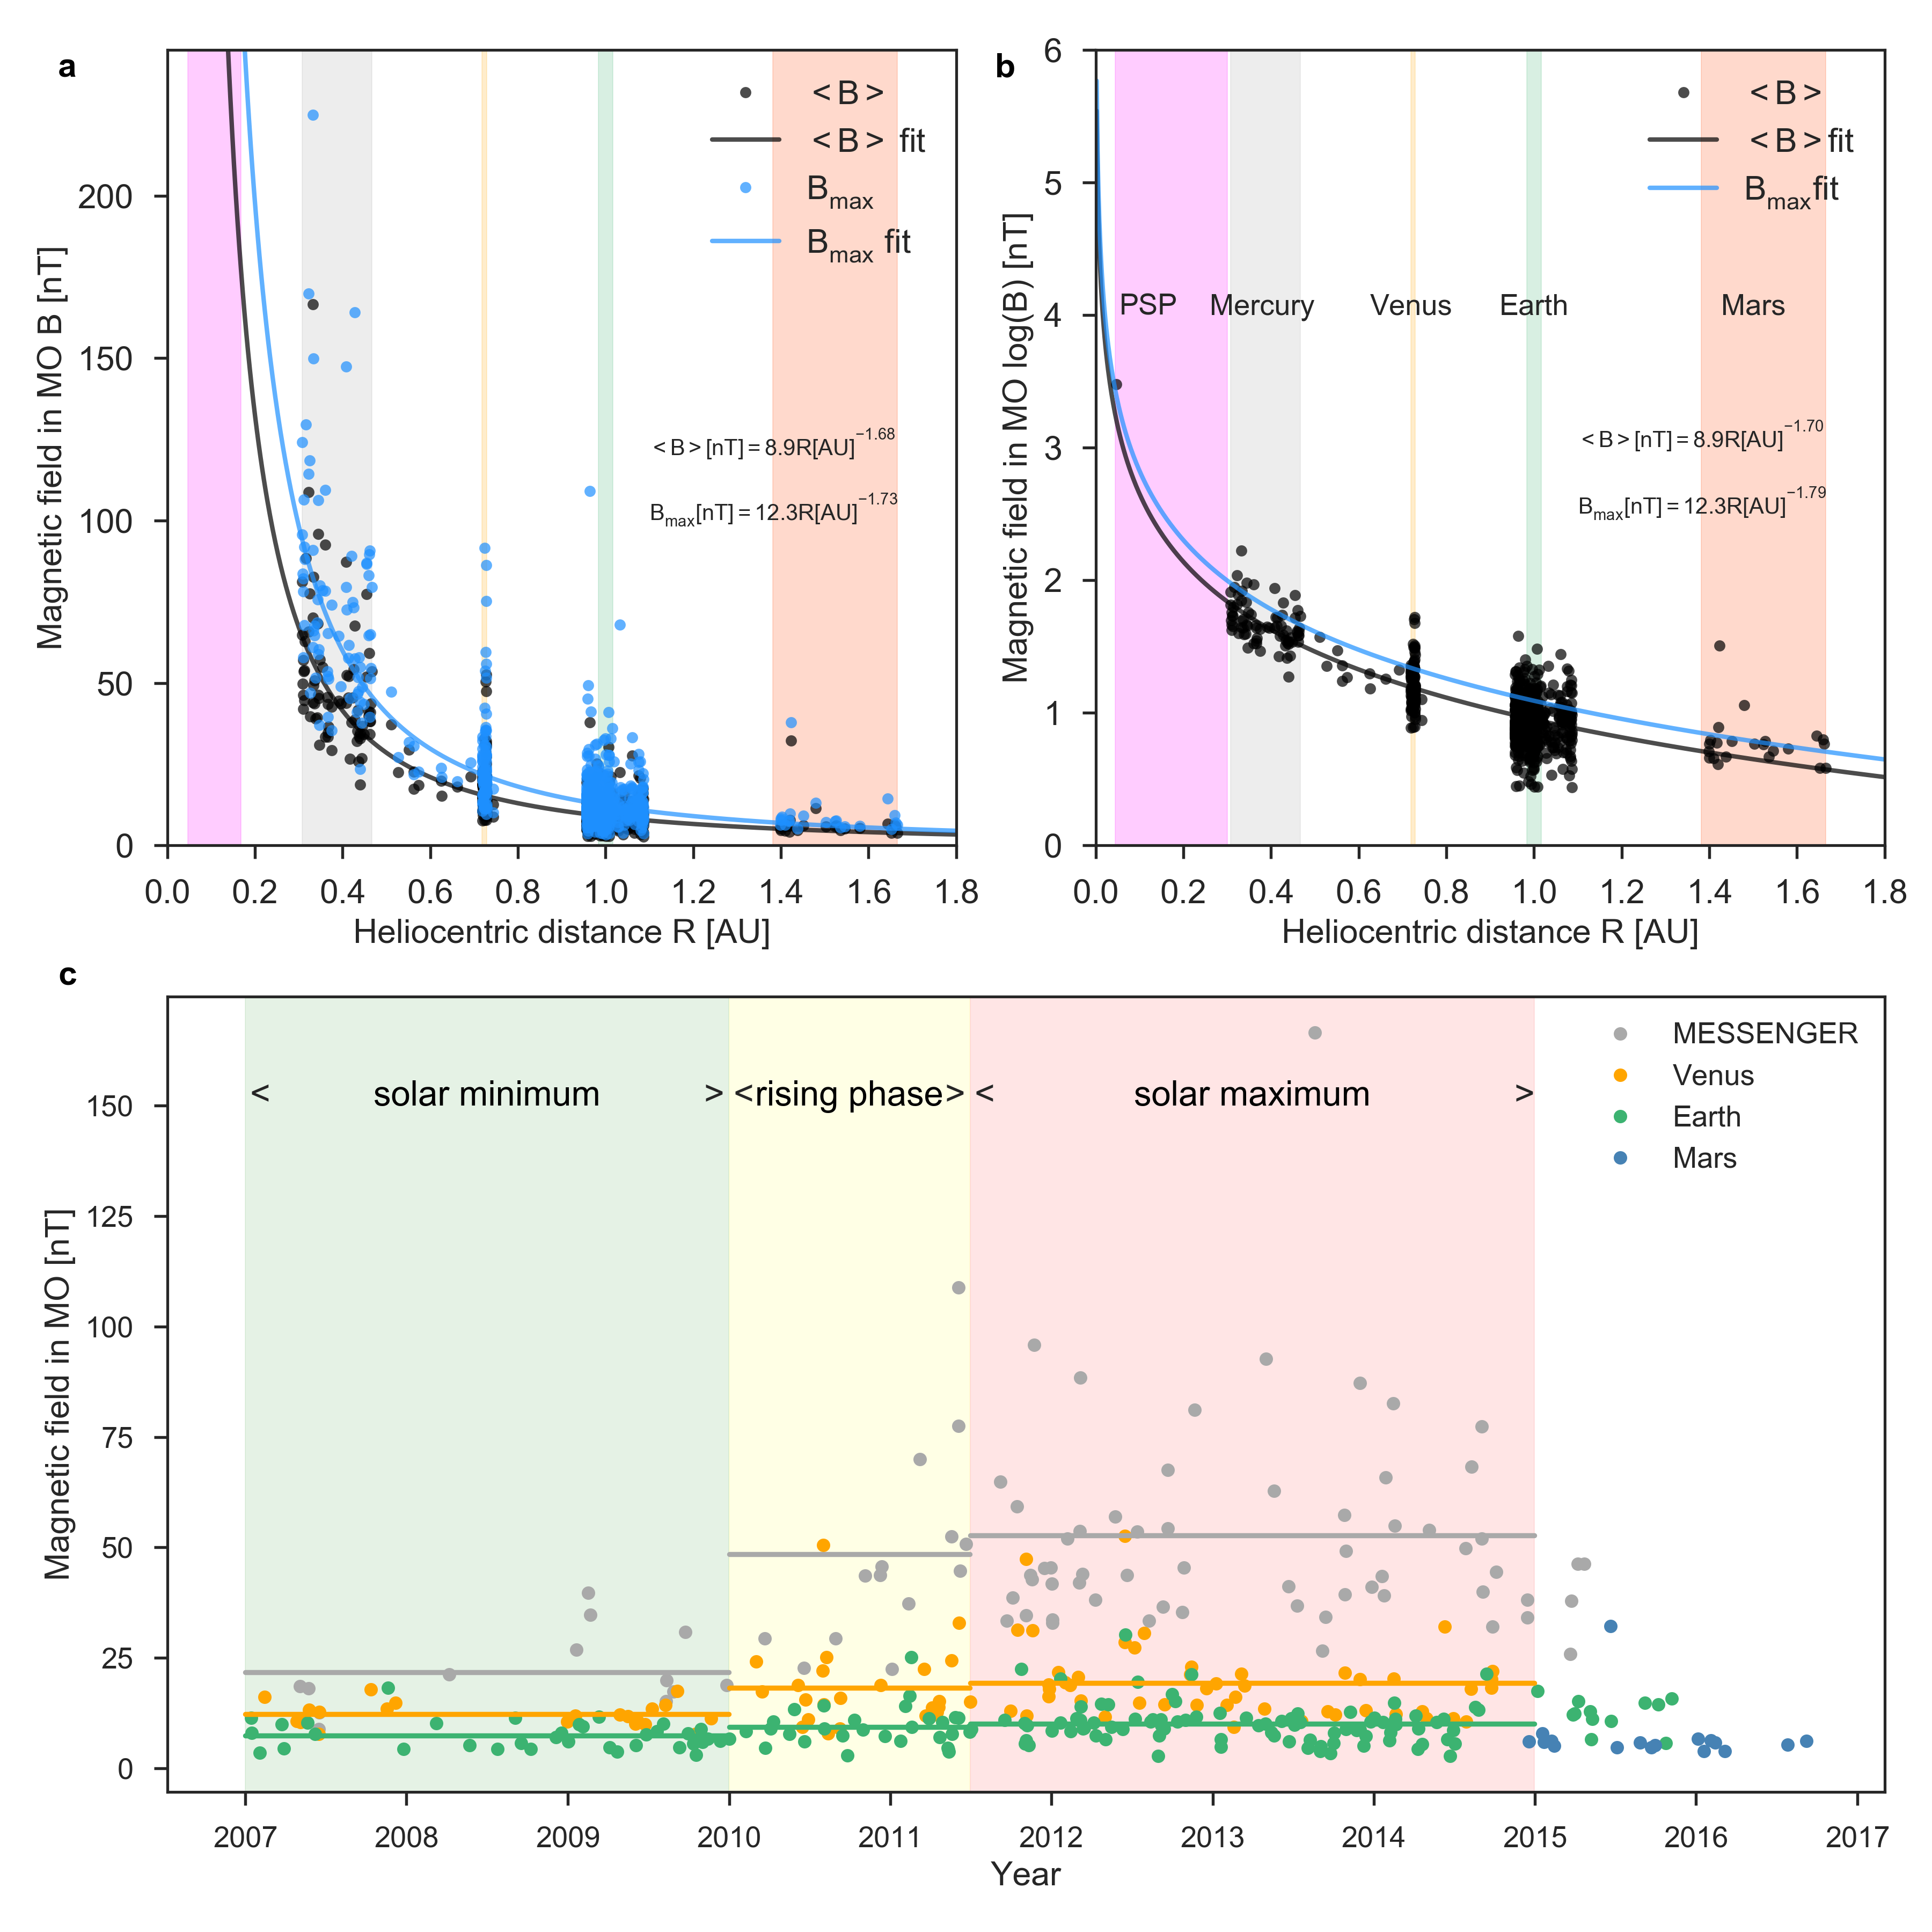 a
Magnetic field in MO B [nT]
200
150
100
50
0
<B>
<B> fit
Bmax
Bmax fit
<B>[nT]=8.9R[AU]−1.68
Bmax[nT]=12.3R[AU]−1.73
0.0 0.2 0.4 0.6 0.8 1.0 1.2 1.4 1.6 1.8
Heliocentric distance R [AU]
b
Magnetic field in MO log(B) [nT]
6
5
4
3
2
1
0
<B>
<B>fit
Bmaxfit
PSP Mercury Venus Earth Mars
<B>[nT]=8.9R[AU]−1.70
Bmax[nT]=12.3R[AU]−1.79
0.0 0.2 0.4 0.6 0.8 1.0 1.2 1.4 1.6 1.8
Heliocentric distance R [AU]
c
Magnetic field in MO [nT]
150
125
100
75
50
25
0
< solar minimum > <rising phase> < solar maximum >
MESSENGER
Venus
Earth
Mars
2007 2008 2009 2010 2011 2012 2013 2014 2015 2016 2017
Year